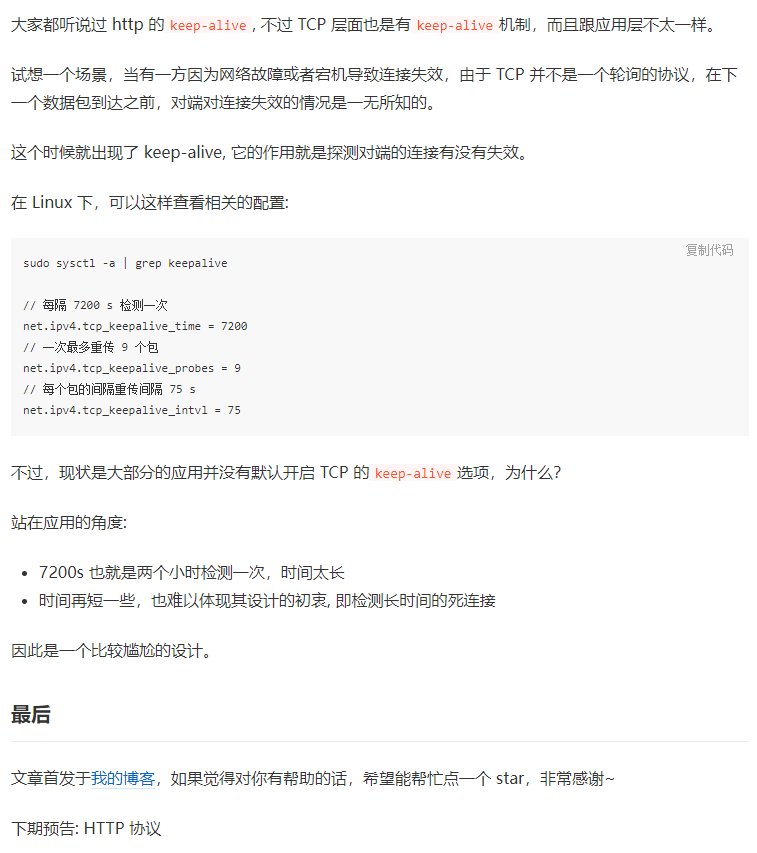 大家都听说过 http 的 keep-alive , 不过 TCP 层面也是有 keep-alive 机制，而且跟应用层不太一样。
试想一个场景，当有一方因为网络故障或者宕机导致连接失效，由于 TCP 并不是一个轮询的协议，在下
一个数据包到达之前，对端对连接失效的情况是一无所知的。
这个时候就出现了 keep-alive, 它的作用就是探测对端的连接有没有失效。
在 Linux 下，可以这样查看相关的配置:
复制代码
sudo sysctl -a | grep keepalive
// 每隔 7200 s 检测一次
net.ipv4.tcp_keepalive_time = 7200
// 一次最多重传 9 个包
net.ipv4.tcp_keepalive_probes = 9
// 每个包的间隔重传间隔 75 s
net.ipv4.tcp_keepalive_intvl = 75
不过，现状是大部分的应用并没有默认开启 TCP 的 keep-alive 选项，为什么？
站在应用的角度:
• 7200s 也就是两个小时检测一次，时间太长
• 时间再短一些，也难以体现其设计的初衷, 即检测长时间的死连接
因此是一个比较尴尬的设计。
最后
文章首发于我的博客，如果觉得对你有帮助的话，希望能帮忙点一个 star，非常感谢~
下期预告: HTTP 协议